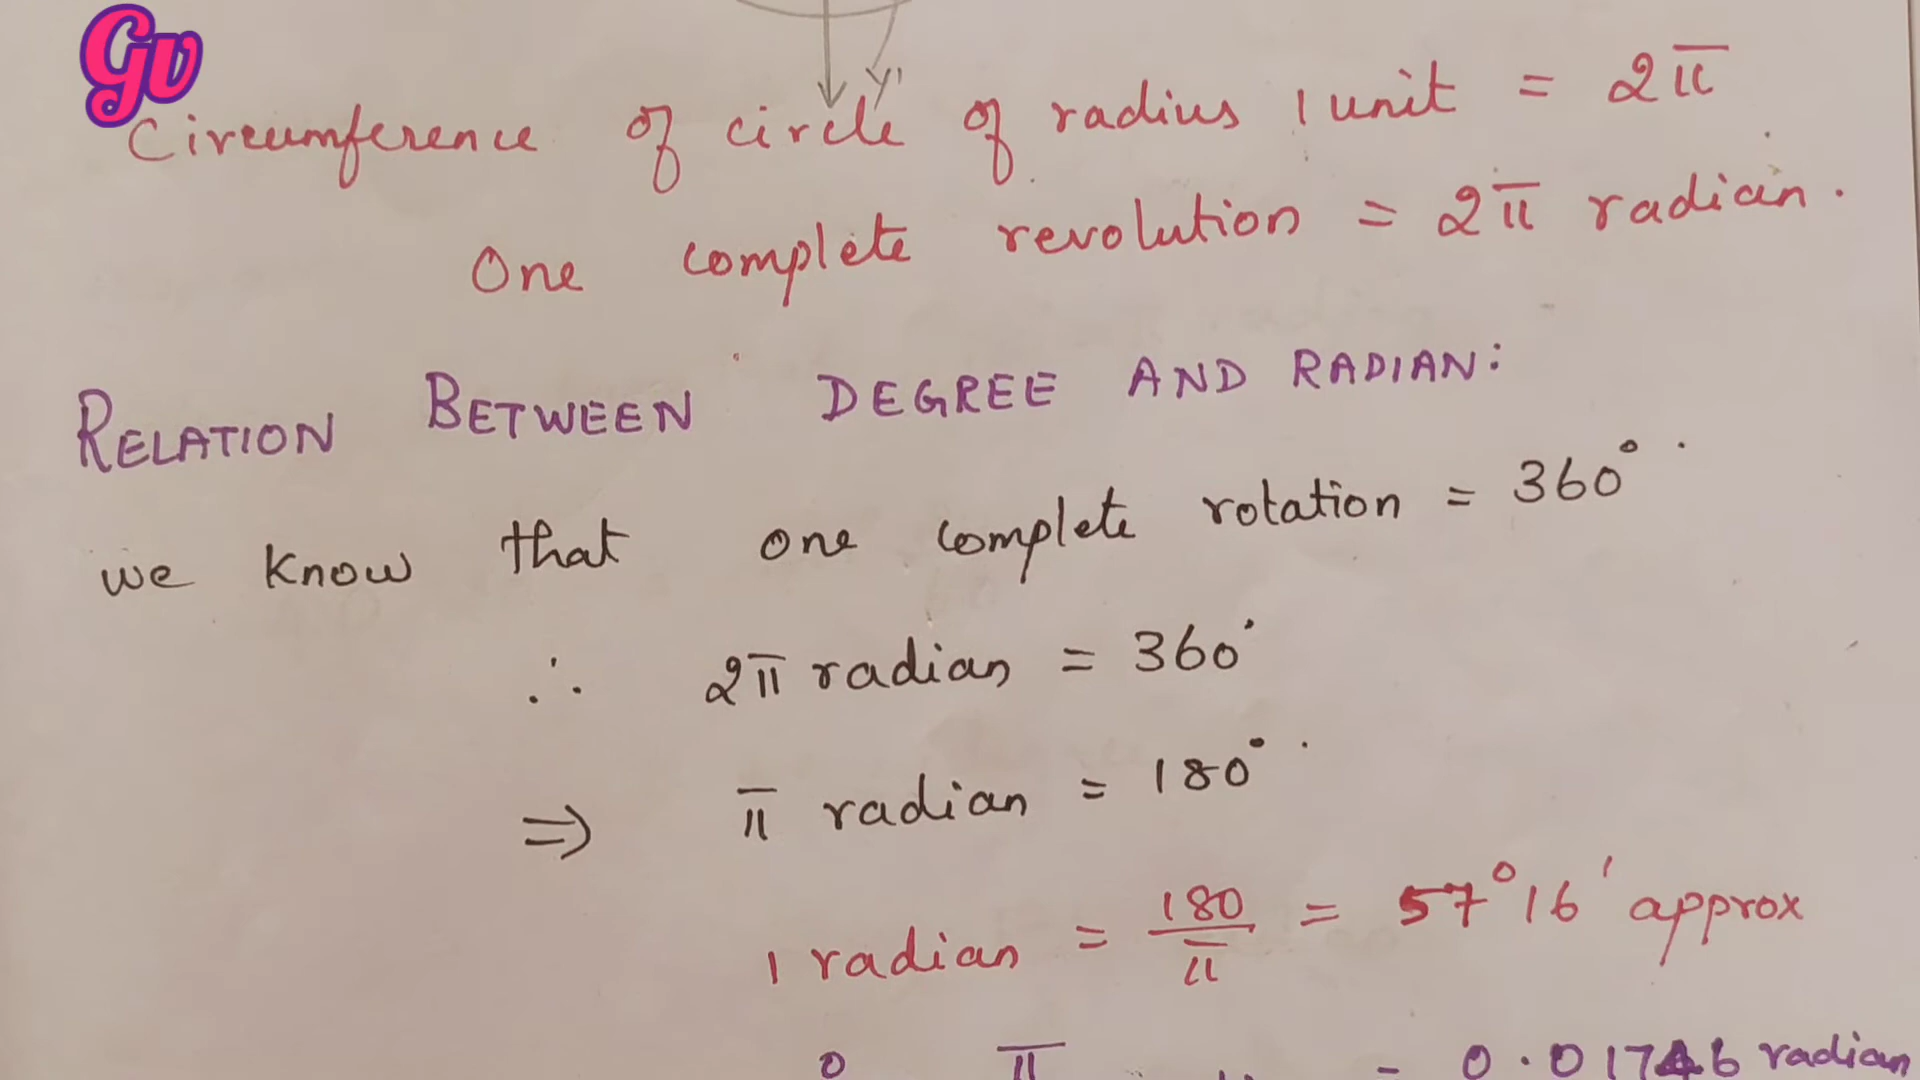 Gv
Y'
Circumference of circle of radius 1 unit = 2π
One complete revolution = 2π radian.
RELATION BETWEEN DEGREE AND RADIAN:
we know that one complete rotation = 360°.
∴ 2π radian = 360°
⇒ π radian = 180°.
1 radian = 180/π = 57°16' approx
π = 0.01746 radian